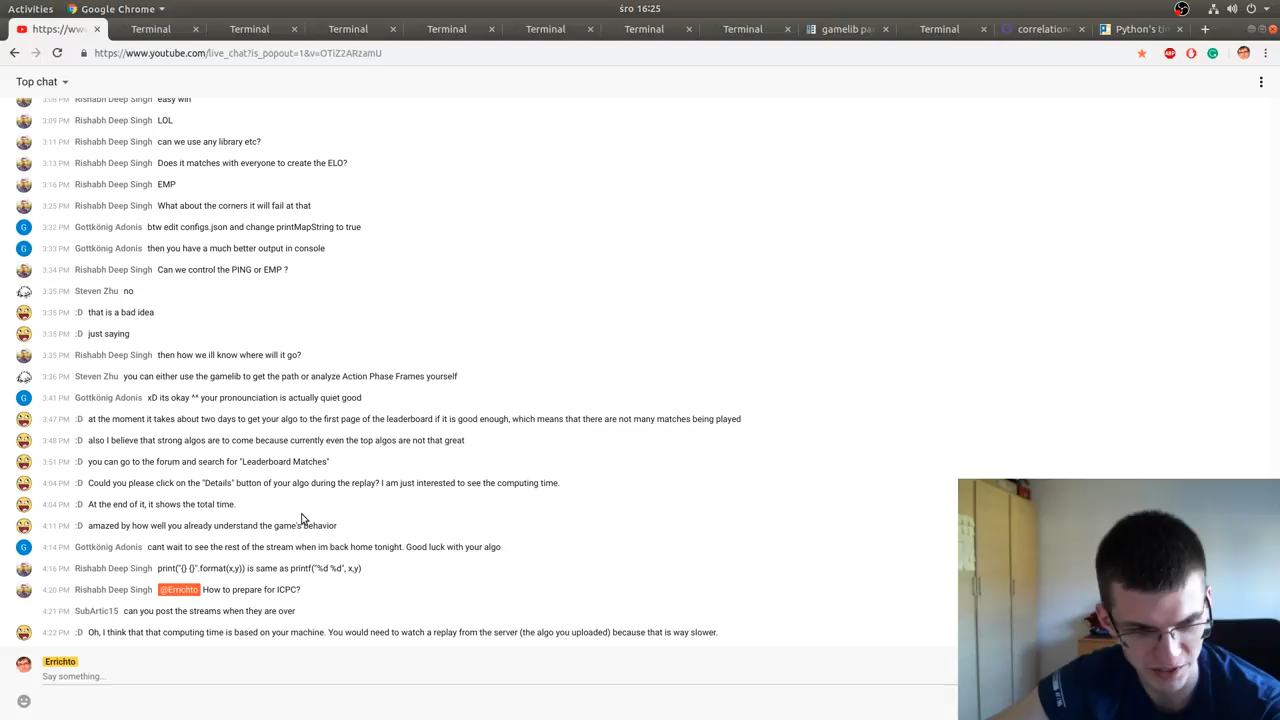 Activities Google Chrome śro 16:25
https://www Terminal Terminal Terminal Terminal Terminal Terminal Terminal gamelib pa Terminal correlation Python's
https://www.youtube.com/live_chat?is_popout=1&v=OTiZ2ARzamU
Top chat
3:08 PM Rishabh Deep Singh easy win
3:09 PM Rishabh Deep Singh LOL
3:11 PM Rishabh Deep Singh can we use any library etc?
3:13 PM Rishabh Deep Singh Does it matches with everyone to create the ELO?
3:16 PM Rishabh Deep Singh EMP
3:25 PM Rishabh Deep Singh What about the corners it will fail at that
G 3:32 PM Gottkönig Adonis btw edit configs.json and change printMapString to true
G 3:33 PM Gottkönig Adonis then you have a much better output in console
3:34 PM Rishabh Deep Singh Can we control the PING or EMP ?
3:35 PM Steven Zhu no
3:35 PM :D that is a bad idea
3:35 PM :D just saying
3:35 PM Rishabh Deep Singh then how we ill know where will it go?
3:36 PM Steven Zhu you can either use the gamelib to get the path or analyze Action Phase Frames yourself
G 3:41 PM Gottkönig Adonis xD its okay ^^ your pronounciation is actually quiet good
3:47 PM :D at the moment it takes about two days to get your algo to the first page of the leaderboard if it is good enough, which means that there are not many matches being played
3:48 PM :D also I believe that strong algos are to come because currently even the top algos are not that great
3:51 PM :D you can go to the forum and search for "Leaderboard Matches"
4:04 PM :D Could you please click on the "Details" button of your algo during the replay? I am just interested to see the computing time.
4:04 PM :D At the end of it, it shows the total time.
4:11 PM :D amazed by how well you already understand the game's behavior
G 4:14 PM Gottkönig Adonis cant wait to see the rest of the stream when im back home tonight. Good luck with your algo
4:16 PM Rishabh Deep Singh print("{} {}".format(x,y)) is same as printf("%d %d", x,y)
4:20 PM Rishabh Deep Singh @Errichto How to prepare for ICPC?
4:21 PM SubArtic15 can you post the streams when they are over
4:22 PM :D Oh, I think that that computing time is based on your machine. You would need to watch a replay from the server (the algo you uploaded) because that is way slower.
Errichto
Say something...